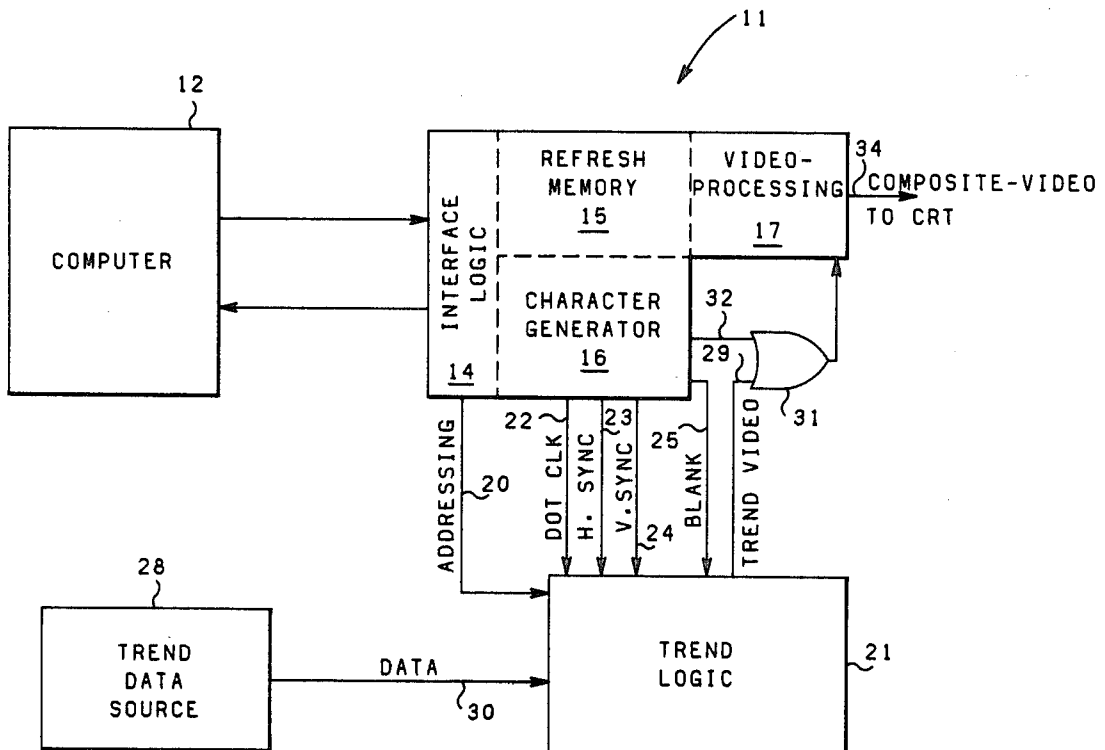 11
12
COMPUTER
INTERFACE
LOGIC
14
REFRESH
MEMORY
15
VIDEO-
PROCESSING
17
34
COMPOSITE-VIDEO
TO CRT
CHARACTER
GENERATOR
16
32
29
31
ADDRESSING
20
22
DOT CLK
23
H. SYNC
V.SYNC
24
25
BLANK
TREND VIDEO
28
TREND
DATA
SOURCE
DATA
30
TREND
LOGIC
21